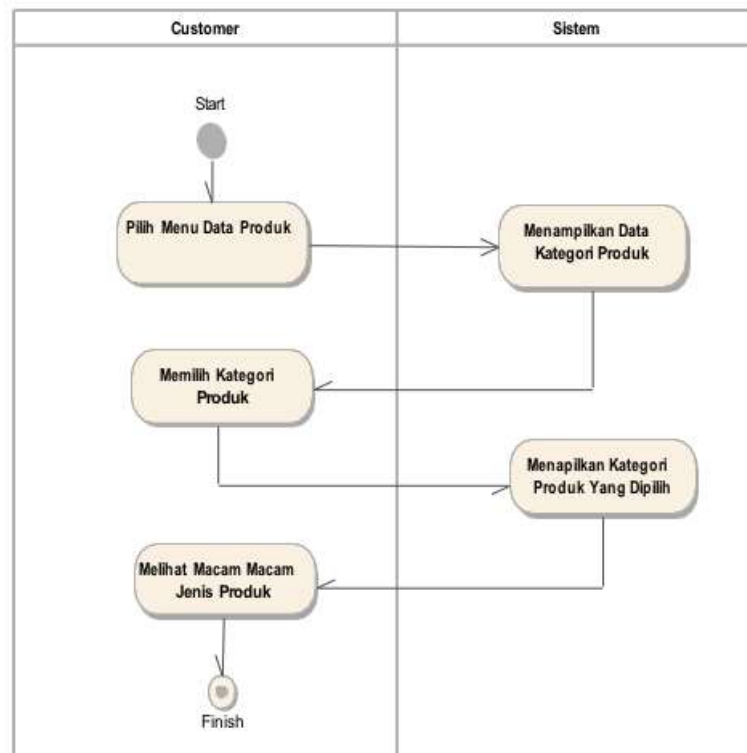 Customer
Sistem
Start
Pilih Menu Data Produk
Menampilkan Data
Kategori Produk
Memilih Kategori
Produk
Menapilkan Kategori
Produk Yang Dipilih
Melihat Macam Macam
Jenis Produk
Finish